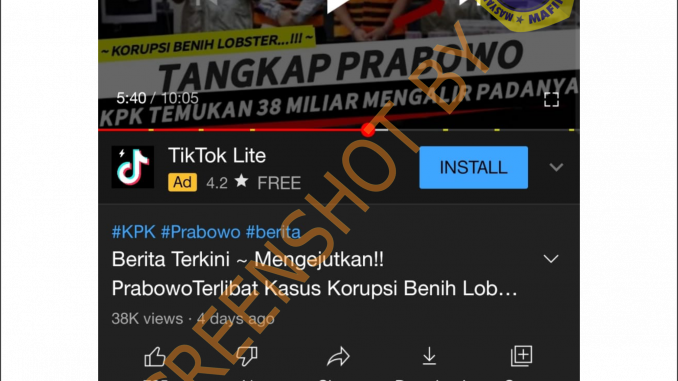 ~ KORUPSI BENIH LOBSTER...!!! ~
TANGKAP PRABOWO
KPK TEMUKAN 38 MILIAR MENGALIR PADANYA
5:40 / 10:05
TikTok Lite
Ad 4.2 ★ FREE
INSTALL
#KPK #Prabowo #berita
Berita Terkini ~ Mengejutkan!!
PrabowoTerlibat Kasus Korupsi Benih Lob...
38K views · 4 days ago
SCREENSHOT BY
MAFI